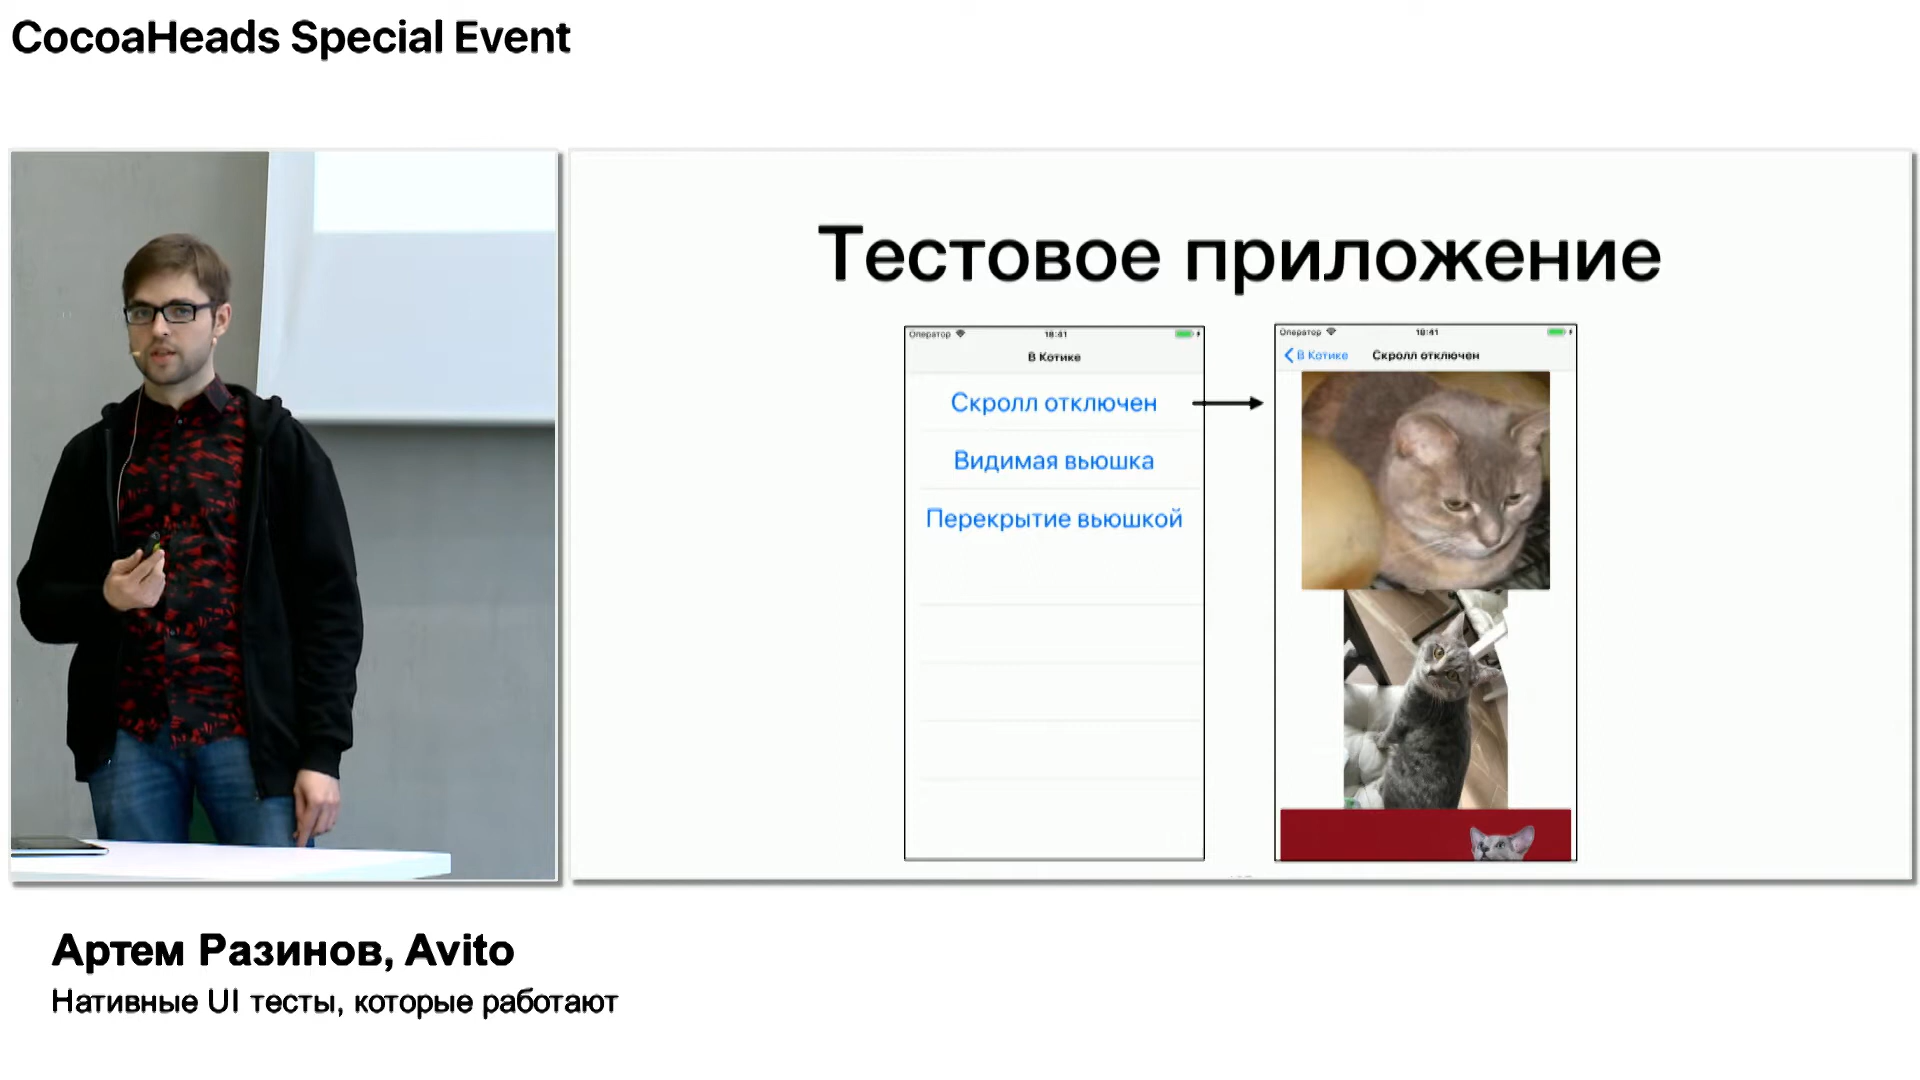 CocoaHeads Special Event
Тестовое приложение
Оператор 18:41
В Котике
Скролл отключен
Видимая вьюшка
Перекрытие вьюшкой
Оператор 18:41
В Котике Скролл отключен
Артем Разинов, Avito
Нативные UI тесты, которые работают